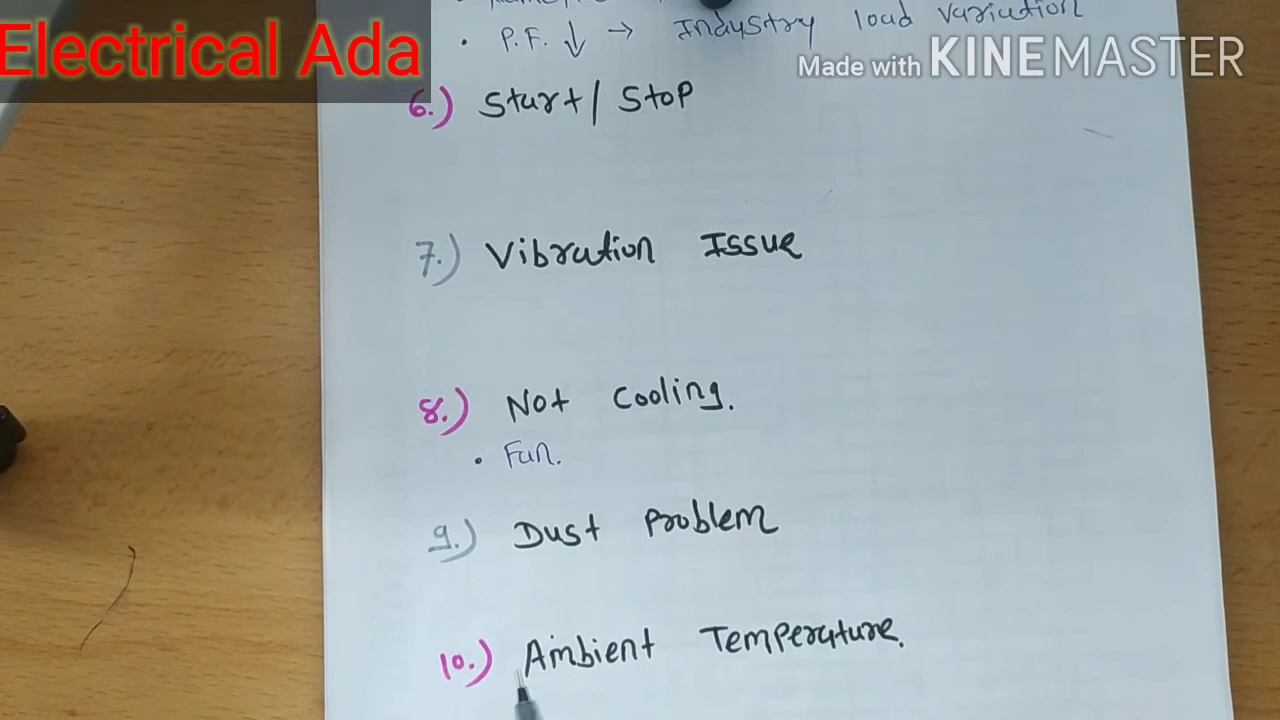 Electrical Ada
Made with KINEMASTER
• P.F. ↓ → Industry load variation
6.) Start / Stop
7.) Vibration Issue
8.) Not Cooling.
• Fan.
9.) Dust Problem
10.) Ambient Temperature.